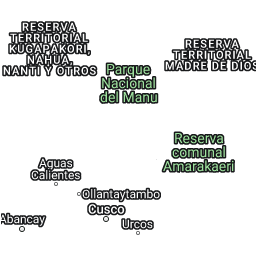 RESERVA
TERRITORIAL
KUGAPAKORI,
NAHUA,
NANTI Y OTROS
Parque
Nacional
del Manu
RESERVA
TERRITORIAL
MADRE DE DIOS
Reserva
comunal
Amarakaeri
Aguas
Calientes
Ollantaytambo
Cusco
Abancay
Urcos